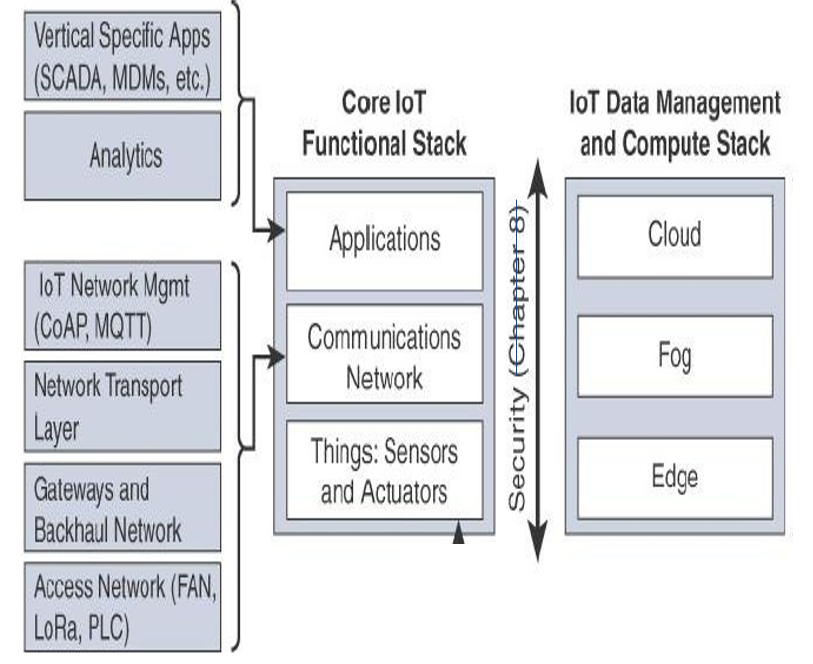 Vertical Specific Apps
(SCADA, MDMs, etc.)
Analytics
IoT Network Mgmt
(CoAP, MQTT)
Network Transport
Layer
Gateways and
Backhaul Network
Access Network (FAN,
LoRa, PLC)
Core IoT
Functional Stack
Applications
Communications
Network
Things: Sensors
and Actuators
Security (Chapter 8)
IoT Data Management
and Compute Stack
Cloud
Fog
Edge